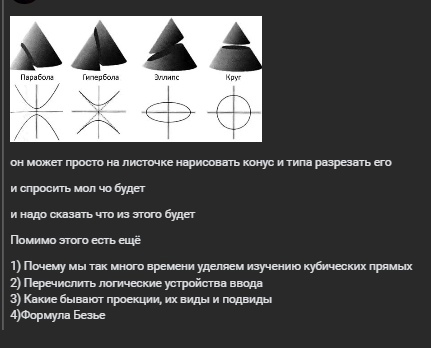 Парабола Гипербола Эллипс Круг
он может просто на листочке нарисовать конус и типа разрезать его
и спросить мол чо будет
и надо сказать что из этого будет
Помимо этого есть ещё
1) Почему мы так много времени уделяем изучению кубических прямых
2) Перечислить логические устройства ввода
3) Какие бывают проекции, их виды и подвиды
4)Формула Безье